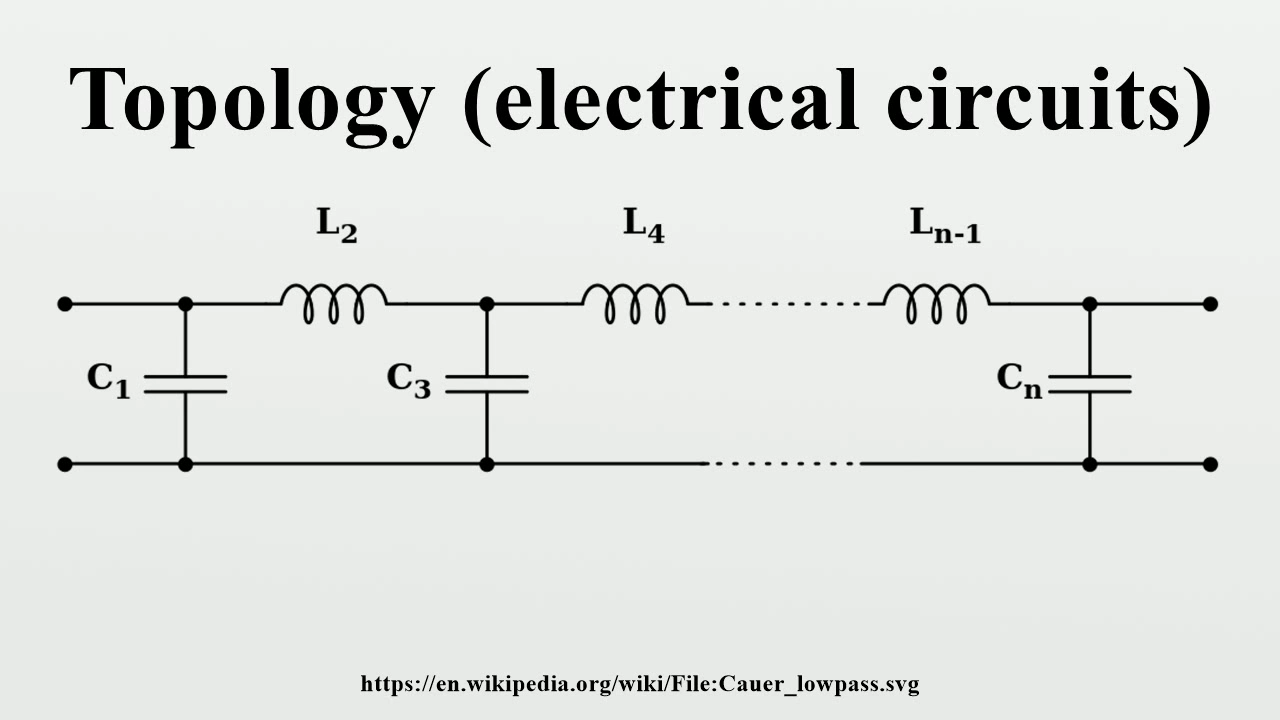 Topology (electrical circuits)
L2 L4 Ln-1
C1 C3 Cn
https://en.wikipedia.org/wiki/File:Cauer_lowpass.svg